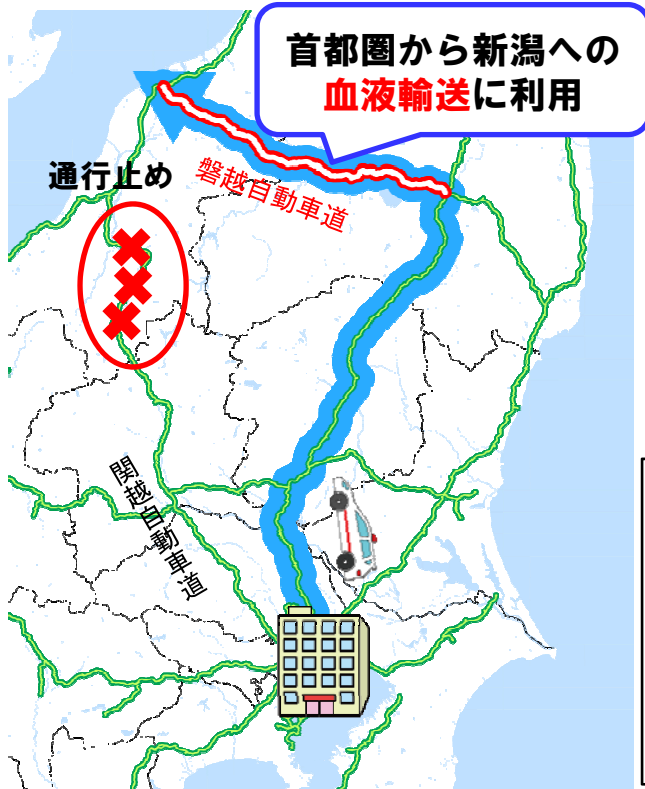 首都圏から新潟への
血液輸送に利用
通行止め
磐越自動車道
関越自動車道